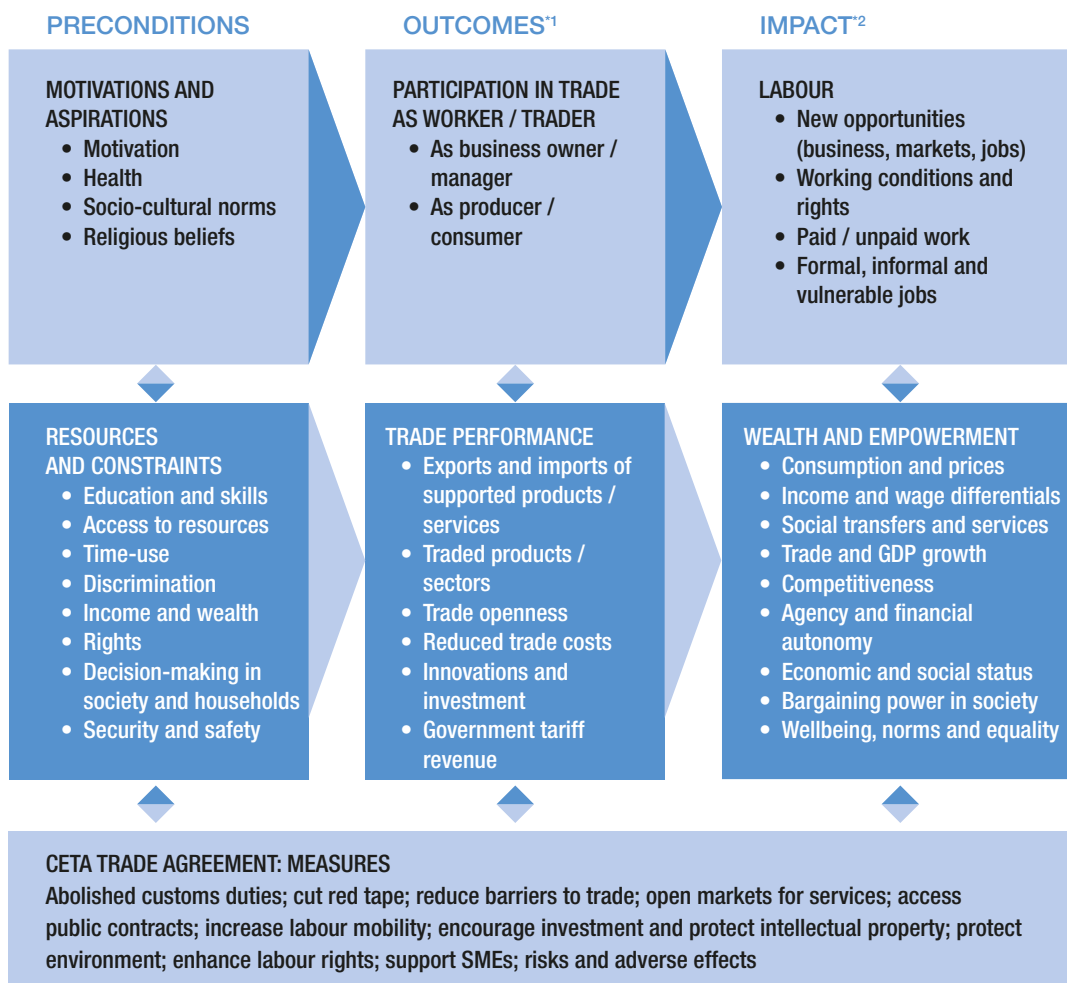 PRECONDITIONS
OUTCOMES*1
IMPACT*2
MOTIVATIONS AND
ASPIRATIONS
• Motivation
• Health
• Socio-cultural norms
• Religious beliefs
PARTICIPATION IN TRADE
AS WORKER / TRADER
• As business owner /
manager
• As producer /
consumer
LABOUR
• New opportunities
(business, markets, jobs)
• Working conditions and
rights
• Paid / unpaid work
• Formal, informal and
vulnerable jobs
RESOURCES
AND CONSTRAINTS
• Education and skills
• Access to resources
• Time-use
• Discrimination
• Income and wealth
• Rights
• Decision-making in
society and households
• Security and safety
TRADE PERFORMANCE
• Exports and imports of
supported products /
services
• Traded products /
sectors
• Trade openness
• Reduced trade costs
• Innovations and
investment
• Government tariff
revenue
WEALTH AND EMPOWERMENT
• Consumption and prices
• Income and wage differentials
• Social transfers and services
• Trade and GDP growth
• Competitiveness
• Agency and financial
autonomy
• Economic and social status
• Bargaining power in society
• Wellbeing, norms and equality
CETA TRADE AGREEMENT: MEASURES
Abolished customs duties; cut red tape; reduce barriers to trade; open markets for services; access
public contracts; increase labour mobility; encourage investment and protect intellectual property; protect
environment; enhance labour rights; support SMEs; risks and adverse effects